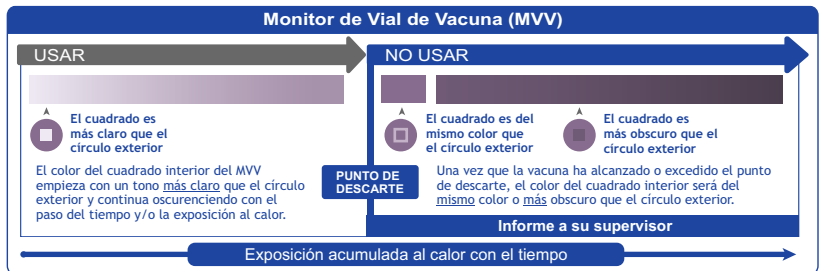 Monitor de Vial de Vacuna (MVV)
USAR
NO USAR
El cuadrado es
más claro que el
círculo exterior
El cuadrado es del
mismo color que
el círculo exterior
El cuadrado es
más obscuro que el
círculo exterior
El color del cuadrado interior del MVV
empieza con un tono más claro que el círculo
exterior y continua oscureciendo con el
paso del tiempo y/o la exposición al calor.
PUNTO DE
DESCARTE
Una vez que la vacuna ha alcanzado o excedido el punto
de descarte, el color del cuadrado interior será del
mismo color o más obscuro que el círculo exterior.
Informe a su supervisor
Exposición acumulada al calor con el tiempo